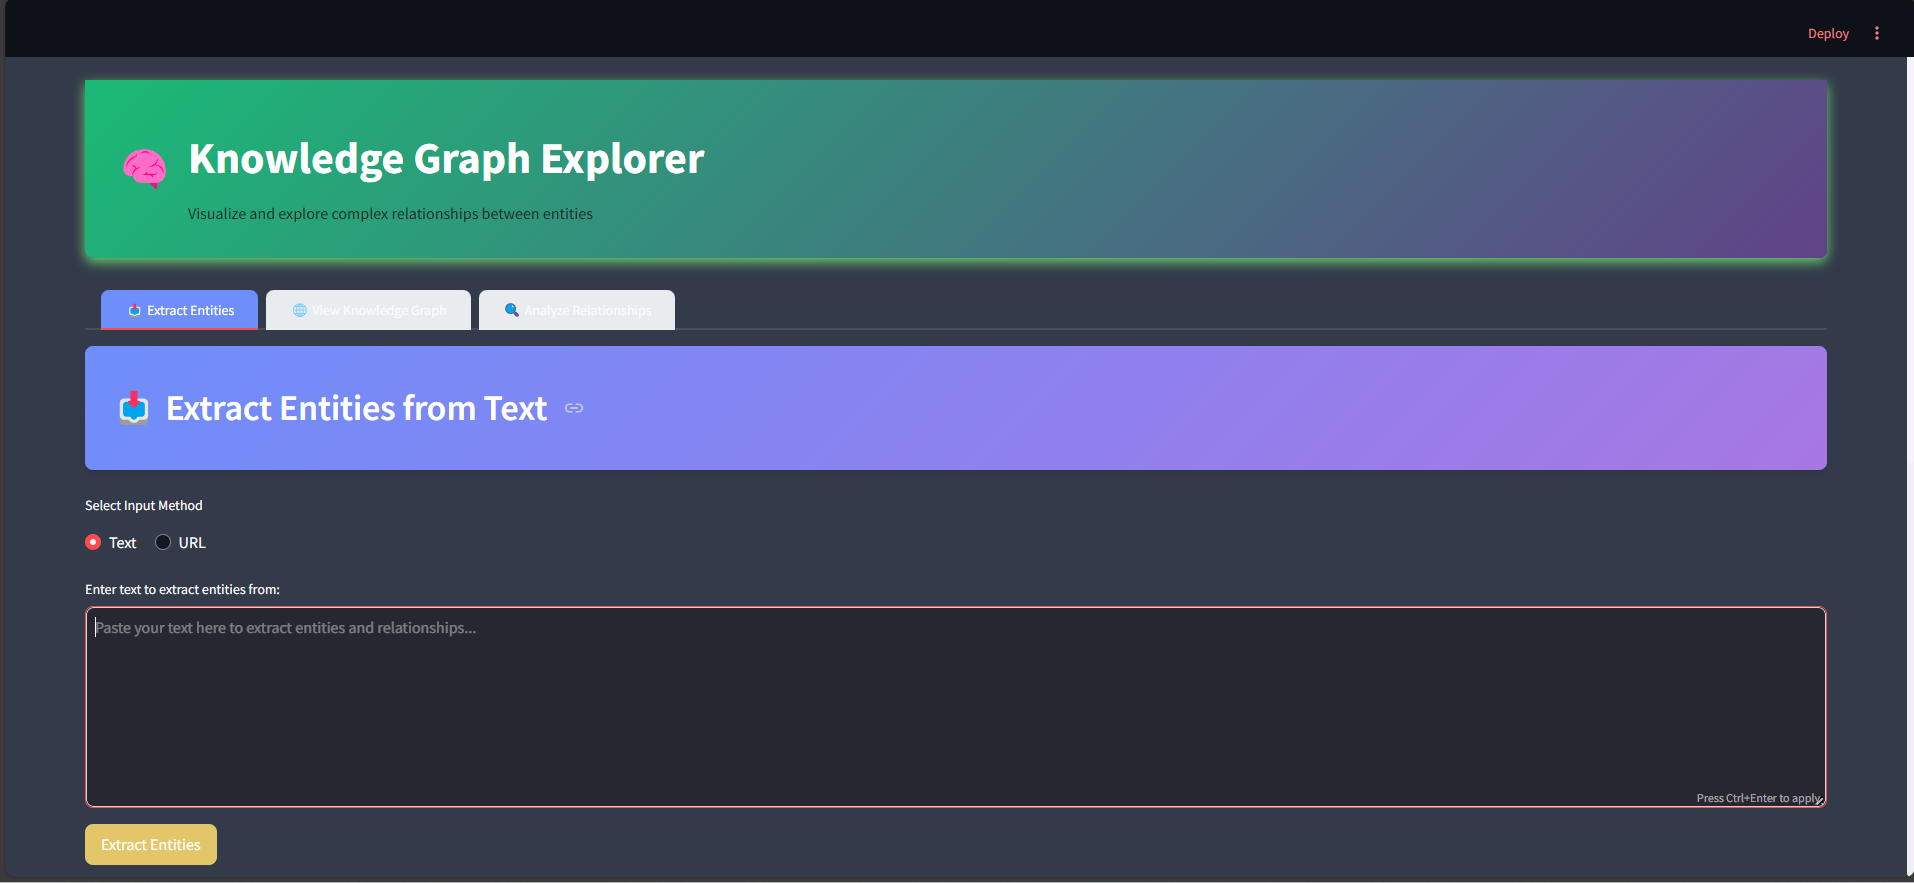 Deploy
Knowledge Graph Explorer
Visualize and explore complex relationships between entities
Extract Entities
View Knowledge Graph
Analyze Relationships
Extract Entities from Text
Select Input Method
Text
URL
Enter text to extract entities from:
Paste your text here to extract entities and relationships...
Press Ctrl+Enter to apply
Extract Entities